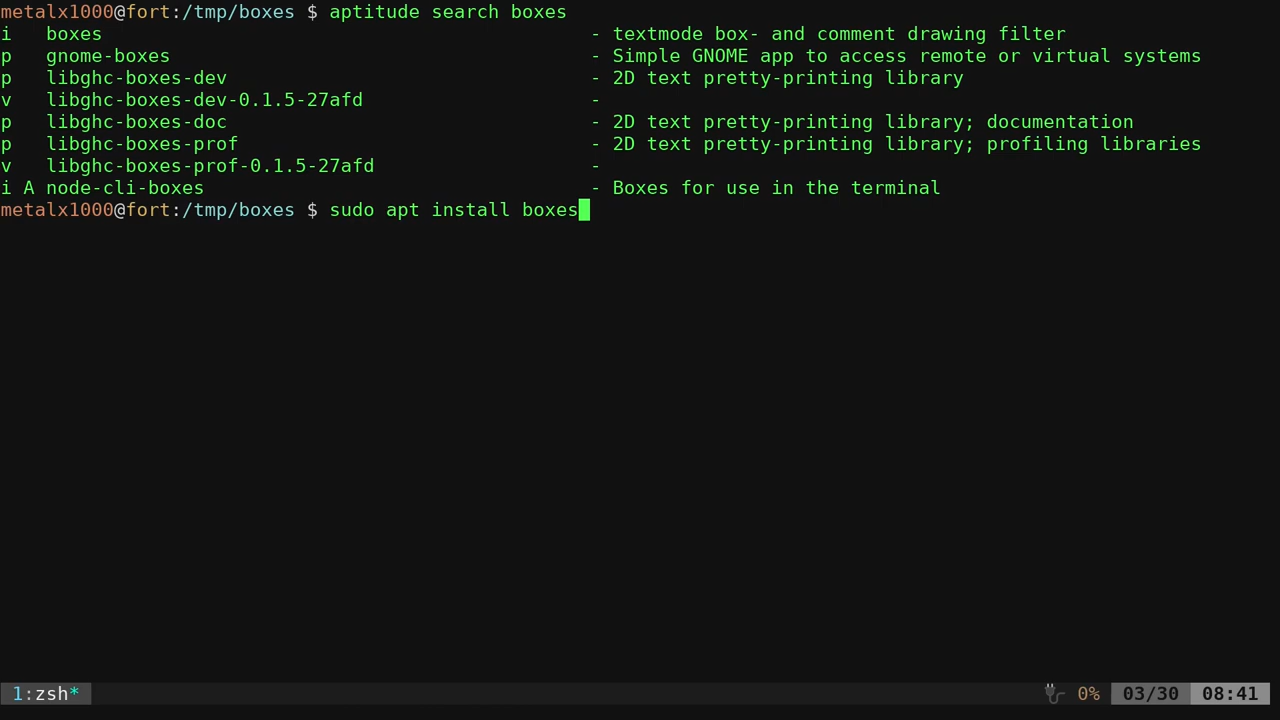 metalx1000@fort:/tmp/boxes $ aptitude search boxes
i   boxes                                           - textmode box- and comment drawing filter
p   gnome-boxes                                     - Simple GNOME app to access remote or virtual systems
p   libghc-boxes-dev                                - 2D text pretty-printing library
v   libghc-boxes-dev-0.1.5-27afd                    -
p   libghc-boxes-doc                                - 2D text pretty-printing library; documentation
p   libghc-boxes-prof                               - 2D text pretty-printing library; profiling libraries
v   libghc-boxes-prof-0.1.5-27afd                   -
i A node-cli-boxes                                  - Boxes for use in the terminal
metalx1000@fort:/tmp/boxes $ sudo apt install boxes
1:zsh* 0% 03/30 08:41